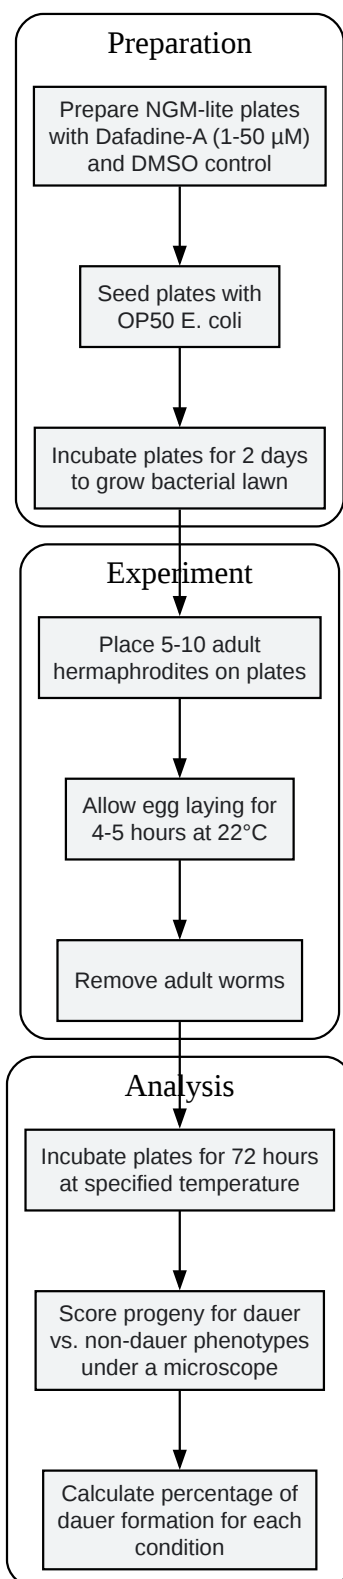 Preparation
Prepare NGM-lite plates
with Dafadine-A (1-50 µM)
and DMSO control
Seed plates with
OP50 E. coli
Incubate plates for 2 days
to grow bacterial lawn
Experiment
Place 5-10 adult
hermaphrodites on plates
Allow egg laying for
4-5 hours at 22°C
Remove adult worms
Analysis
Incubate plates for 72 hours
at specified temperature
Score progeny for dauer
vs. non-dauer phenotypes
under a microscope
Calculate percentage of
dauer formation for each
condition